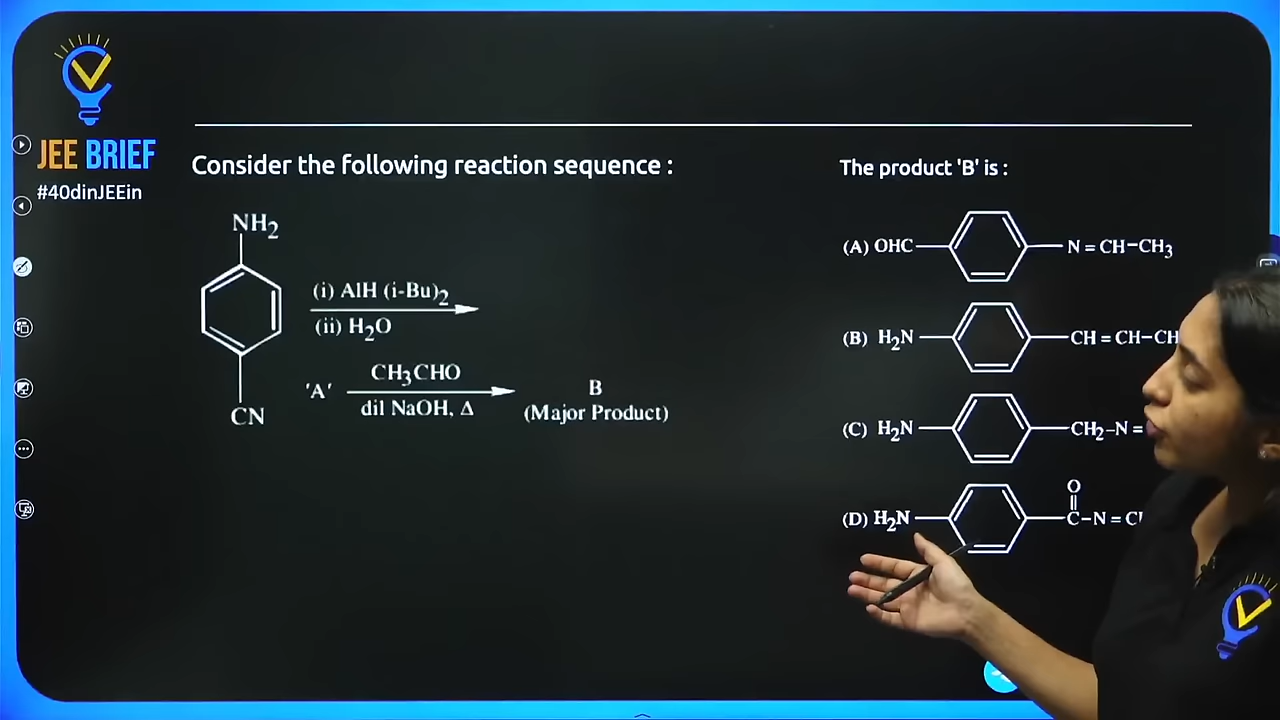 JEE BRIEF
#40dinJEEin
Consider the following reaction sequence :
NH2
(i) AlH (i-Bu)2
(ii) H2O
CN
'A'
CH3CHO
dil NaOH, Δ
B
(Major Product)
The product 'B' is :
(A) OHC N = CH-CH3
(B) H2N CH = CH-CH
(C) H2N CH2-N =
(D) H2N C-N = C
O